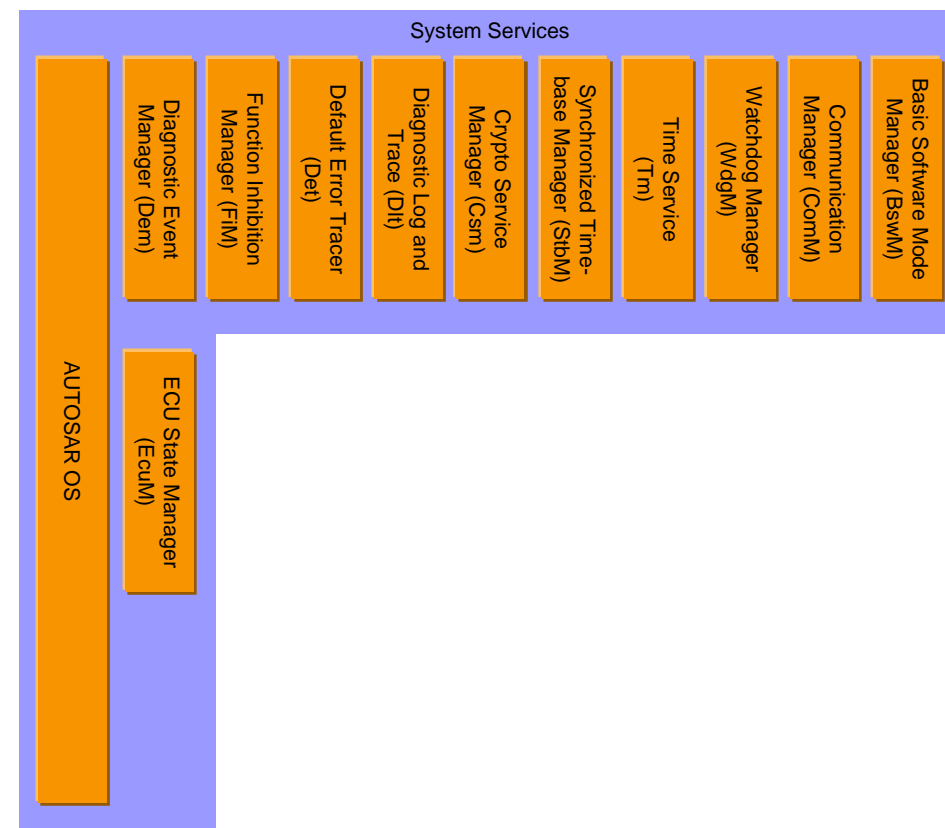 System Services
AUTOSAR OS
Diagnostic Event
Manager (Dem)
Function Inhibition
Manager (FiM)
Default Error Tracer
(Det)
Diagnostic Log and
Trace (Dlt)
Crypto Service
Manager (Csm)
Synchronized Time-
base Manager (StbM)
Time Service
(Tm)
Watchdog Manager
(WdgM)
Communication
Manager (ComM)
Basic Software Mode
Manager (BswM)
ECU State Manager
(EcuM)